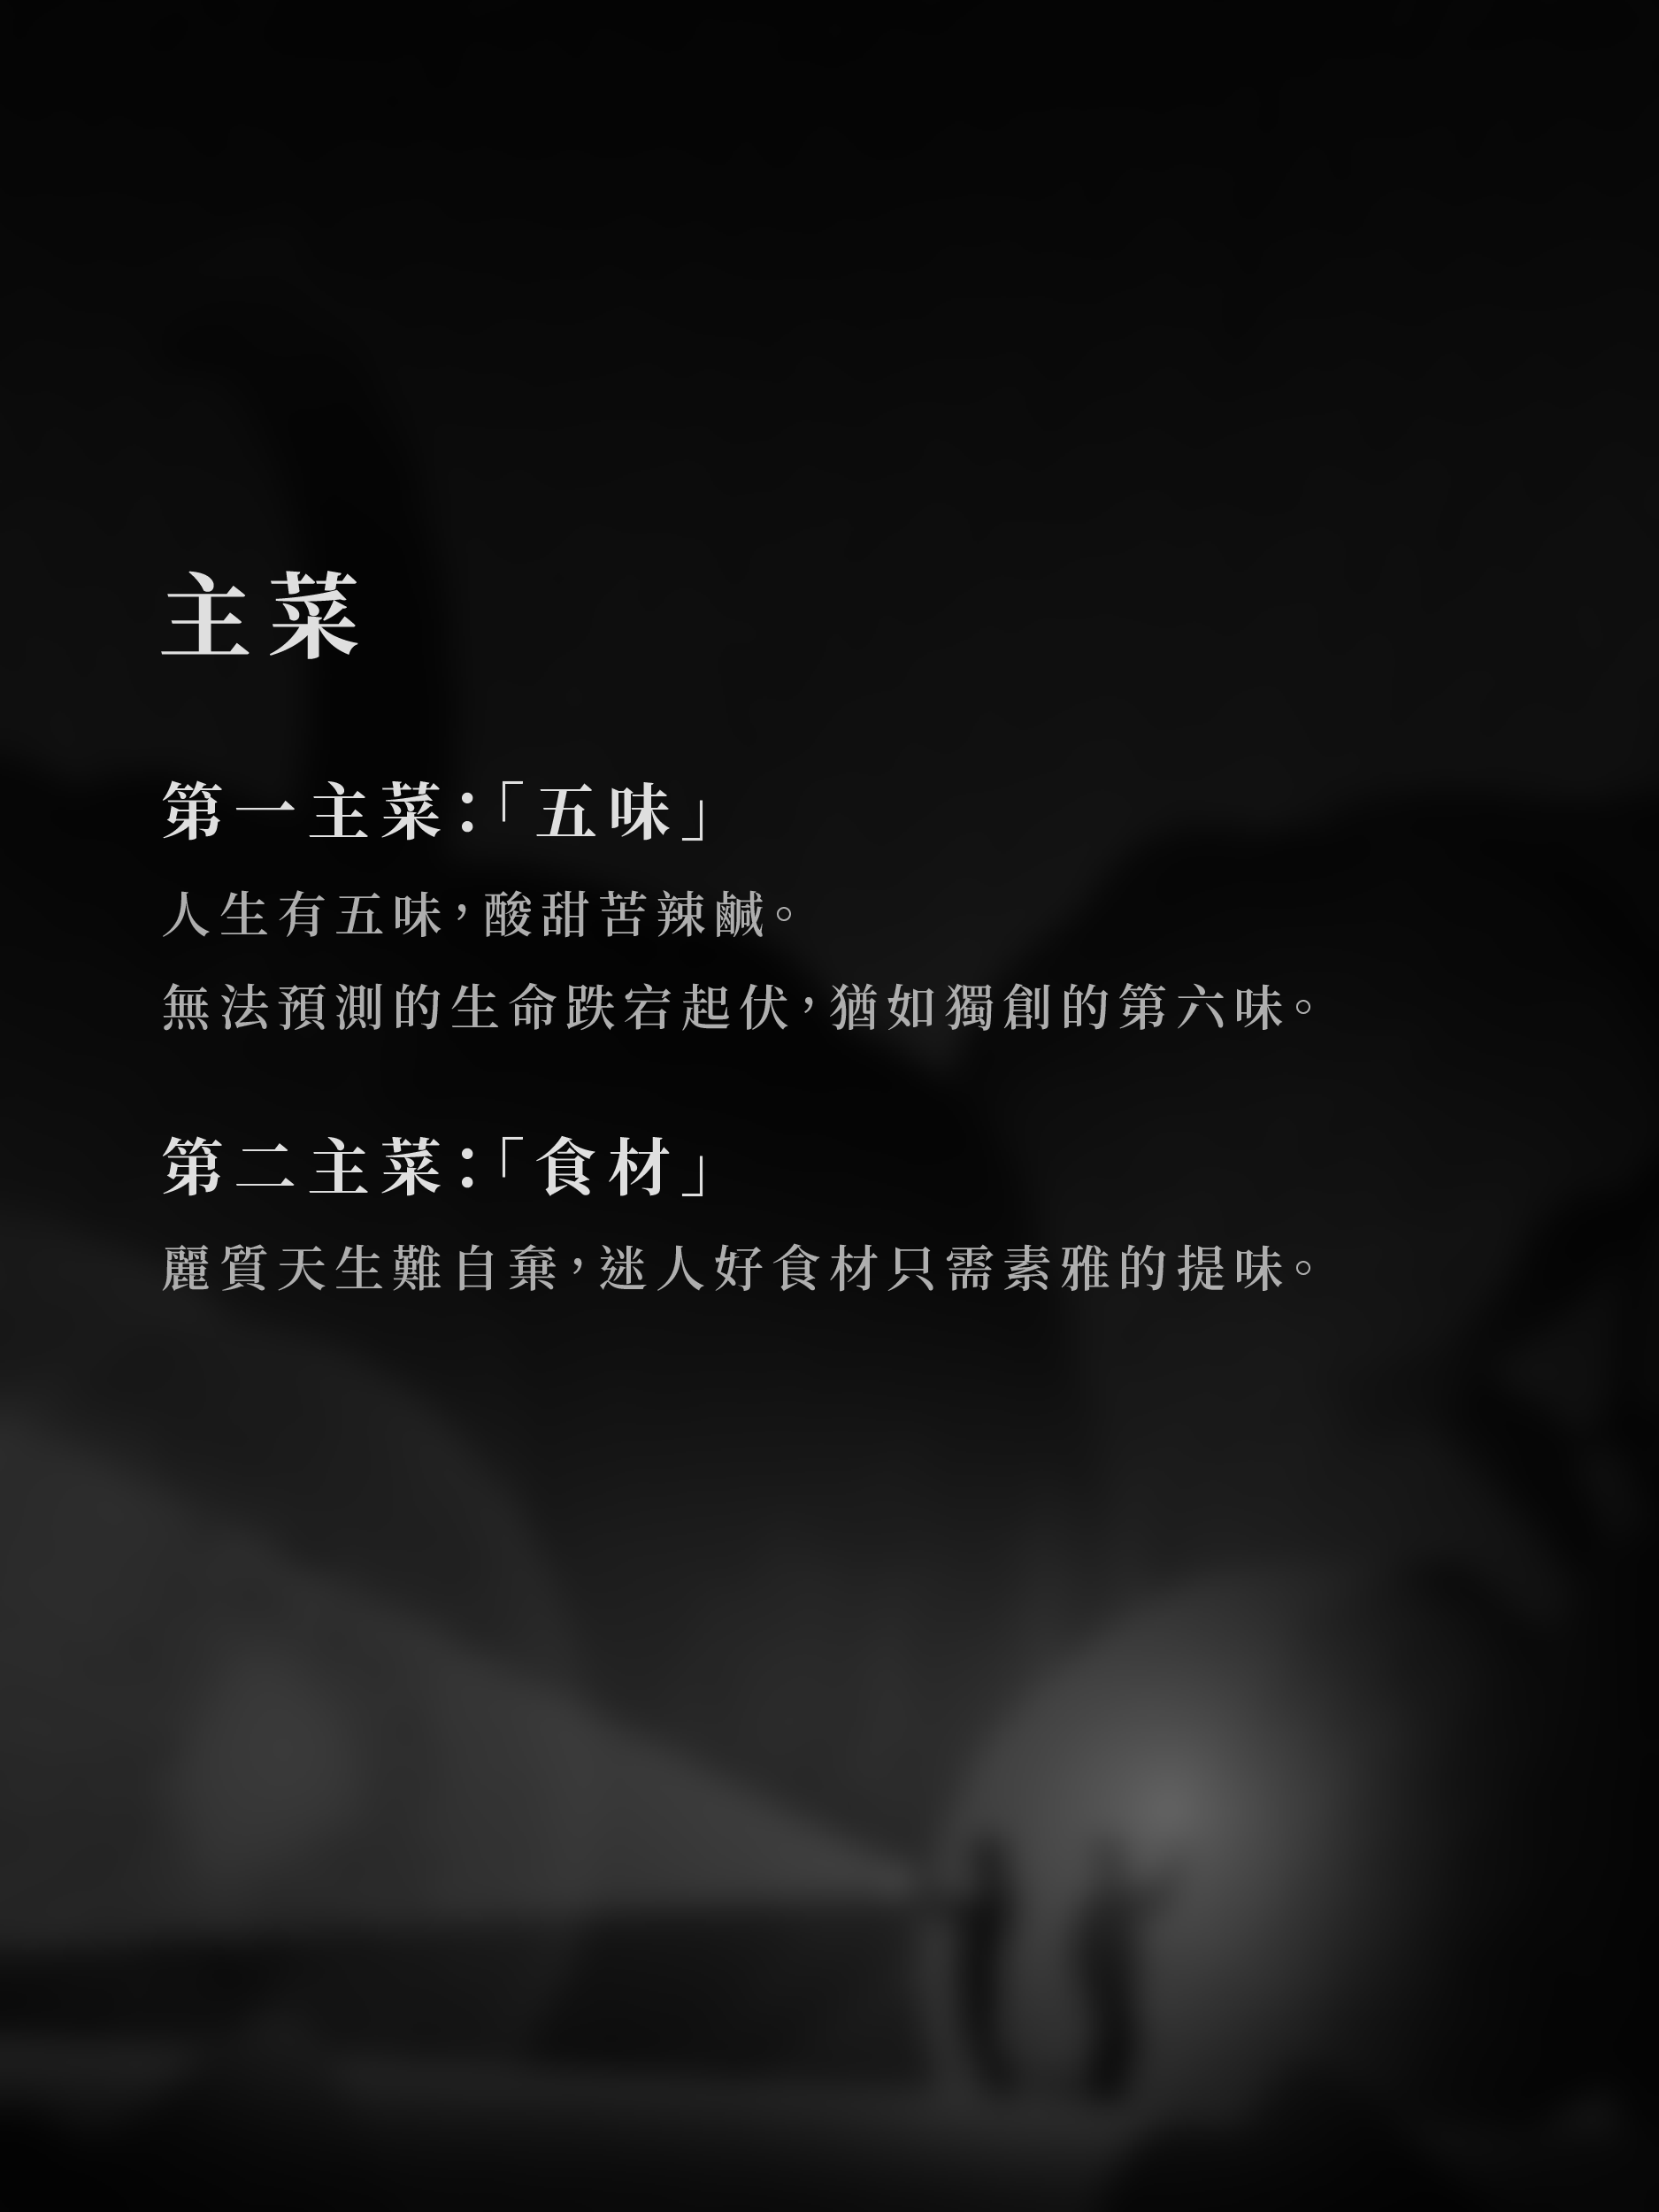 主菜
第一主菜：「五味」
人生有五味，酸甜苦辣鹹。
無法預測的生命跌宕起伏，猶如獨創的第六味。
第二主菜：「食材」
麗質天生難自棄，迷人好食材只需素雅的提味。